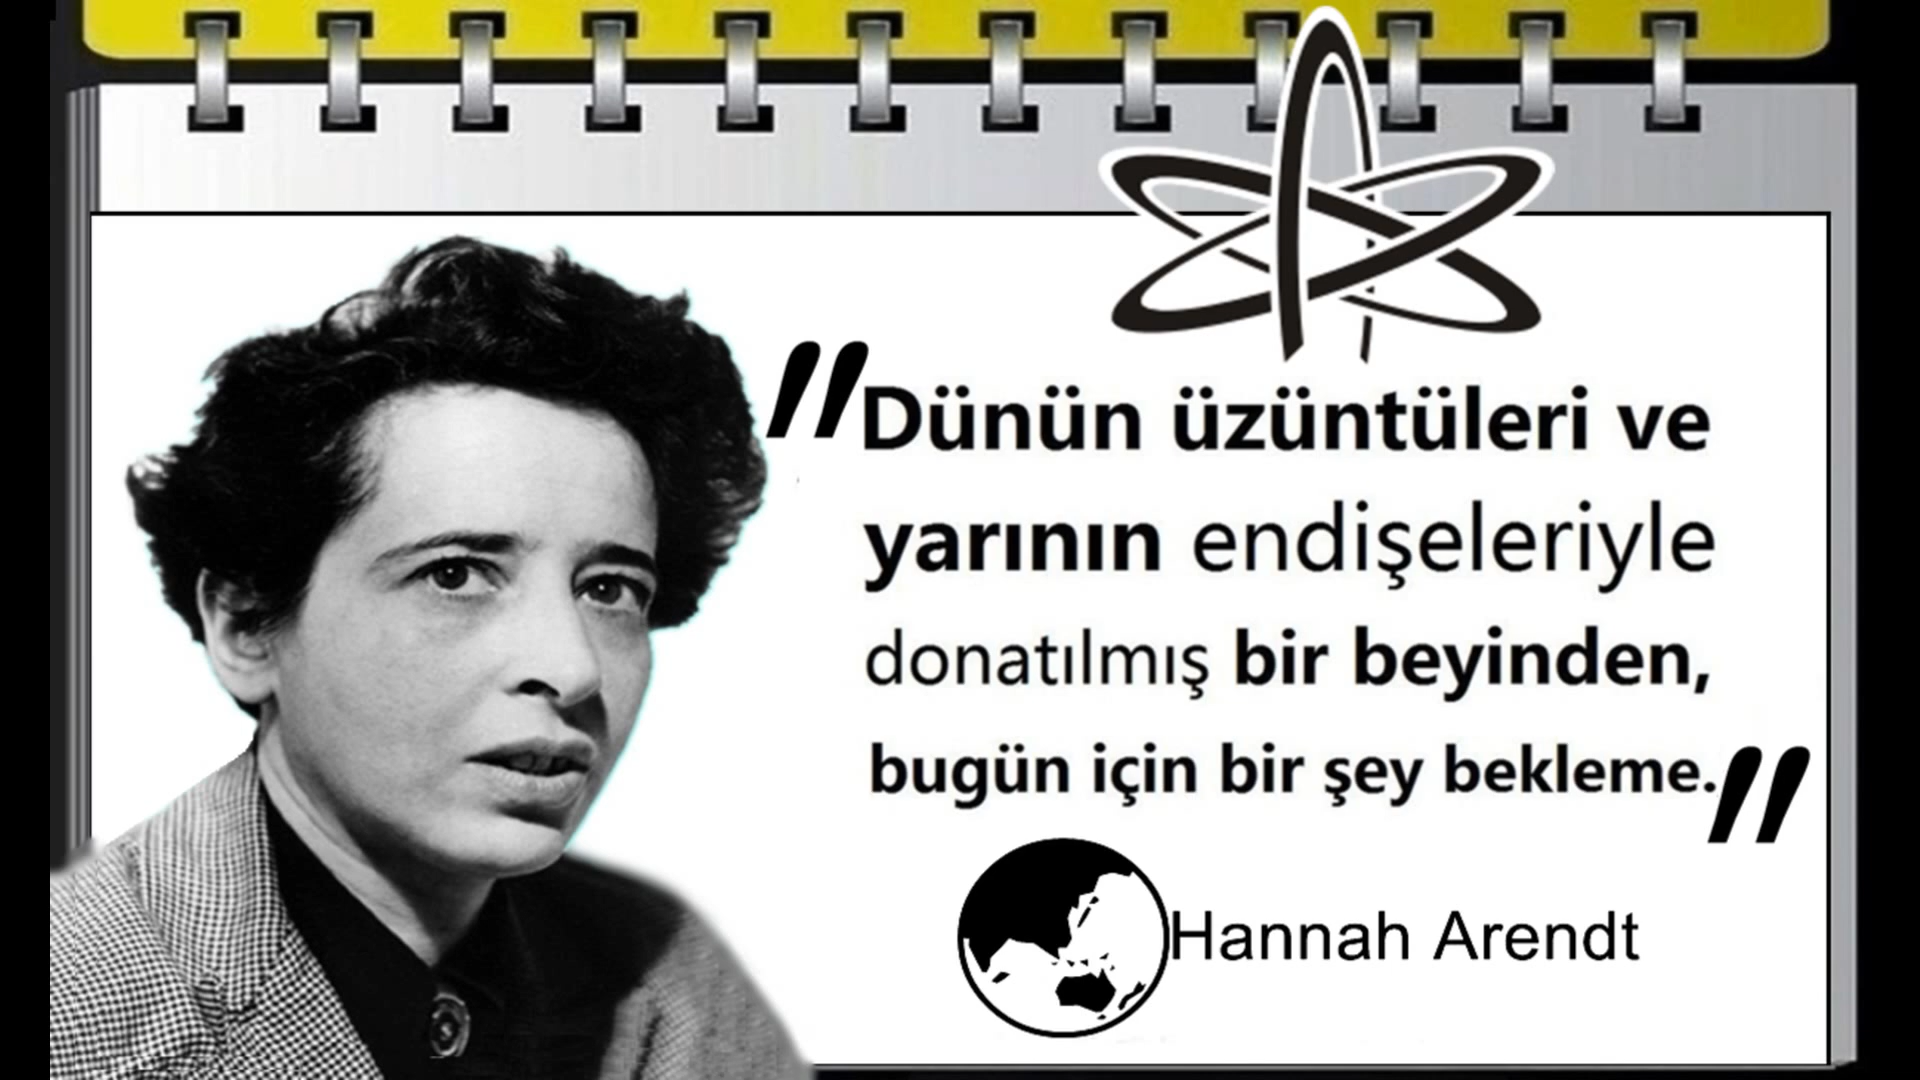 "Dünün üzüntüleri ve
yarının endişeleriyle
donatılmış bir beyinden,
bugün için bir şey bekleme."
Hannah Arendt